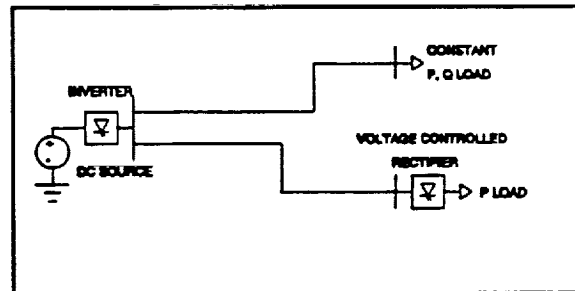 CONSTANT
P, Q LOAD
INVERTER
DC SOURCE
VOLTAGE CONTROLLED
RECTIFIER
P LOAD